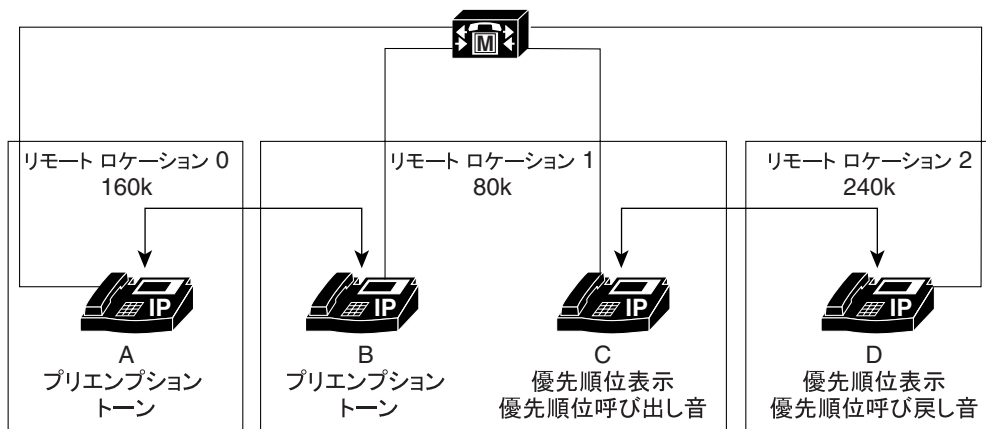 M
リモート ロケーション 0
160k
リモート ロケーション 1
80k
リモート ロケーション 2
240k
IP
IP
IP
IP
A
プリエンプション
トーン
B
プリエンプション
トーン
C
優先順位表示
優先順位呼び出し音
D
優先順位表示
優先順位呼び戻し音